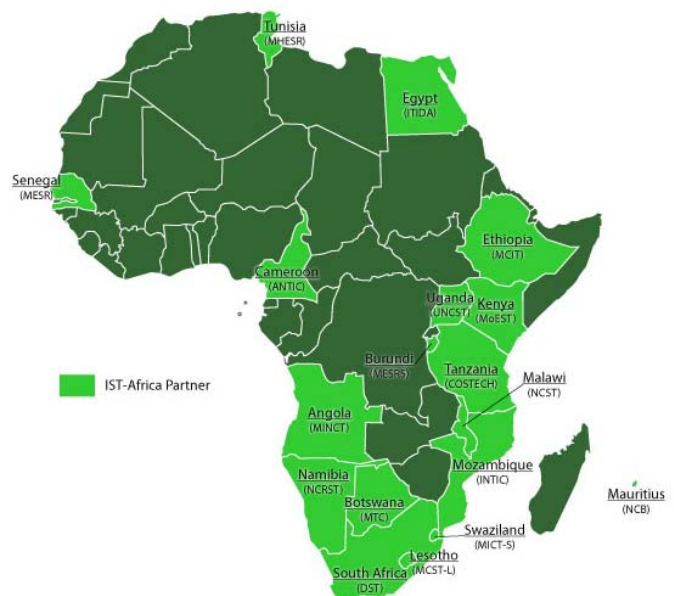 Tunisia
(MHESR)
Egypt
(ITIDA)
Senegal
(MESR)
Ethiopia
(MCIT)
Cameroon
(ANTIC)
Uganda
(UNCST)
Kenya
(MoEST)
Burundi
(MESRS)
Tanzania
(COSTECH)
Malawi
(NCST)
IST-Africa Partner
Angola
(MINCT)
Mozambique
(INTIC)
Namibia
(NCRST)
Botswana
(MTC)
Mauritius
(NCB)
Swaziland
(MICT-S)
Lesotho
(MCST-L)
South Africa
(DST)